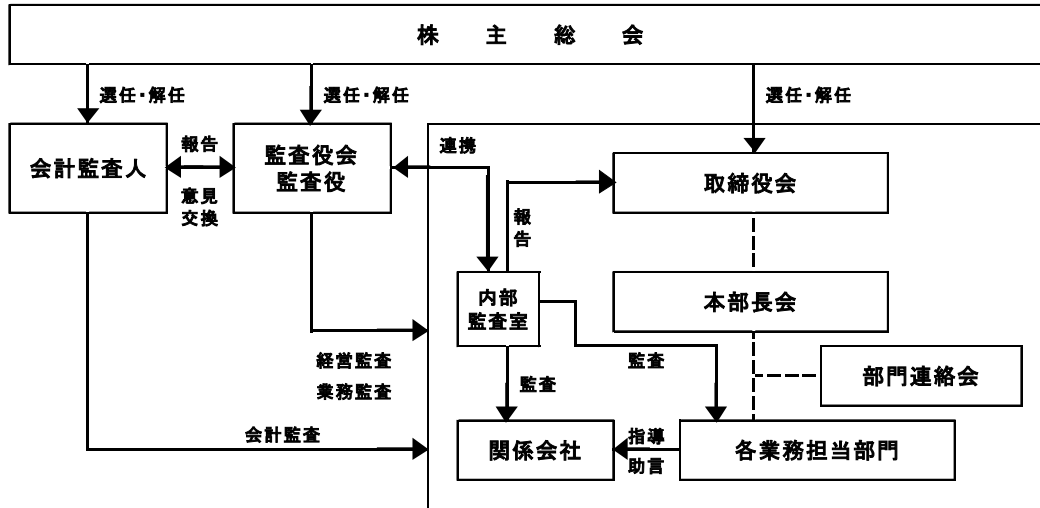 株主総会
選任・解任
選任・解任
選任・解任
会計監査人
報告
意見
交換
監査役会
監査役
連携
取締役会
報
告
内部
監査室
本部長会
経営監査
業務監査
監査
監査
部門連絡会
会計監査
関係会社
指導
助言
各業務担当部門